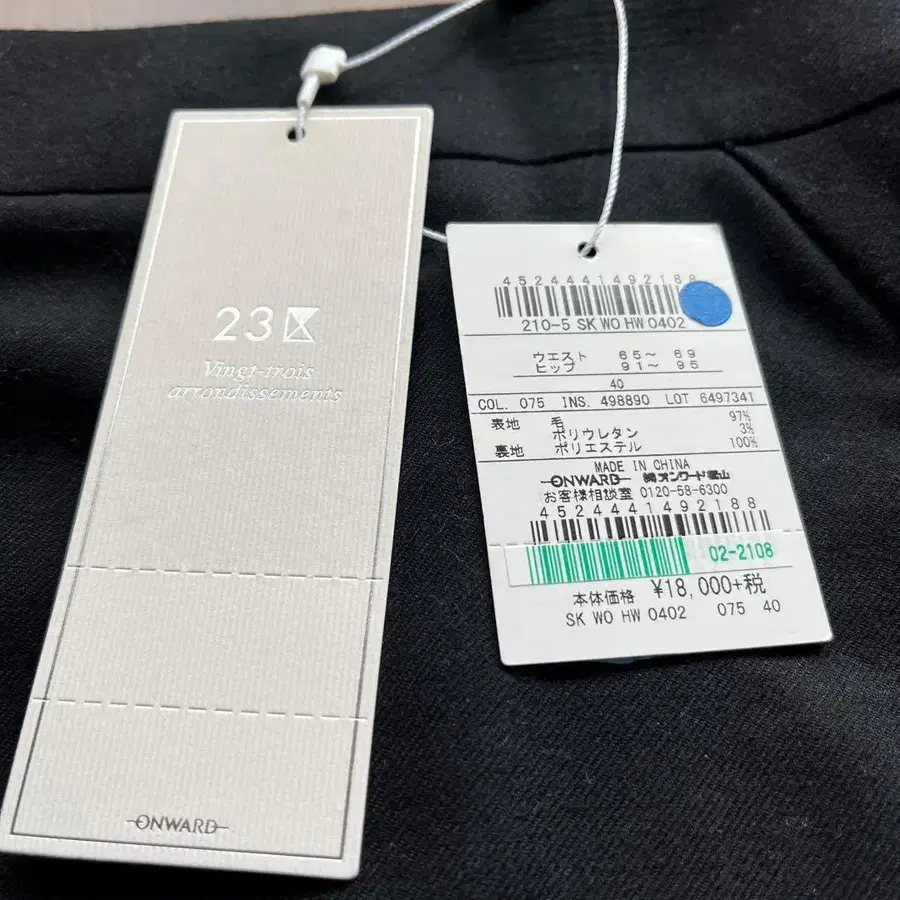 23区
Vingt-trois
arrondissements
ONWARD
4524441492188
210-5 SK WO HW 0402
ウエスト 65～ 69
ヒップ 91～ 95
40
COL. 075 INS. 498890 LOT 6497341
表地 毛 97%
ポリウレタン 3%
裏地 ポリエステル 100%
MADE IN CHINA
ONWARD ㈱オンワード樫山
お客様相談室 0120-58-6300
4524441492188
02-2108
本体価格 ¥18,000+税
SK WO HW 0402 075 40